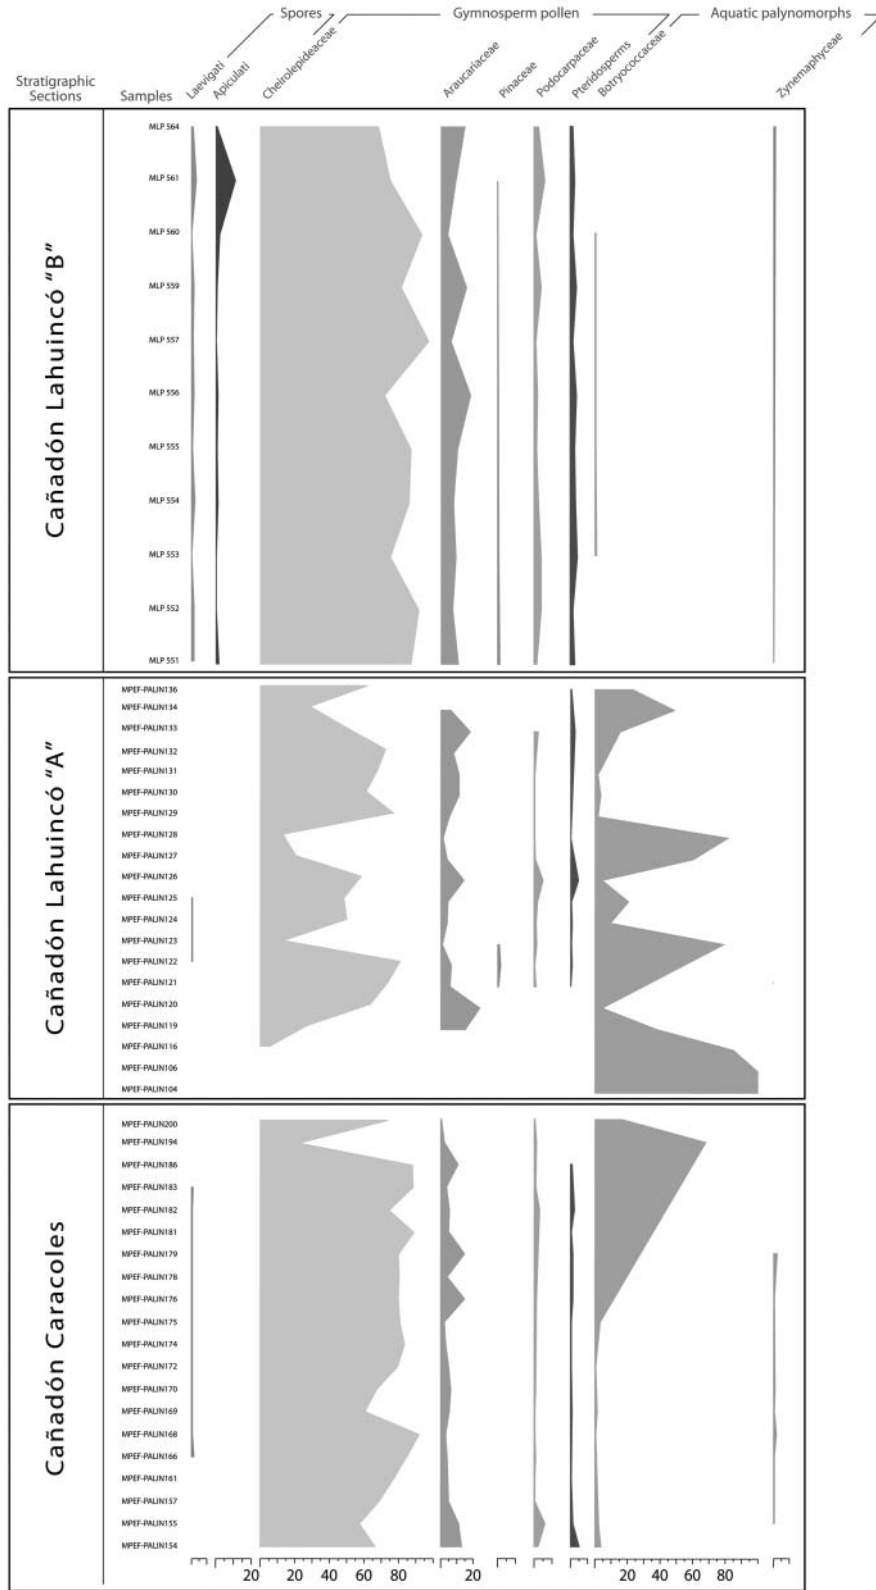 Spores Gymnosperm pollen Aquatic palynomorphs
Stratigraphic Sections Samples Laevigati Apiculati Cheirolepideaceae Araucariaceae Pinaceae Podocarpaceae Pteridosperms Botryococcaceae Zynemaphyceae
Cañadón Lahuincó "B"
MLP 564
MLP 561
MLP 560
MLP 559
MLP 557
MLP 556
MLP 555
MLP 554
MLP 553
MLP 552
MLP 551
Cañadón Lahuincó "A"
MPEF-PALIN136
MPEF-PALIN134
MPEF-PALIN133
MPEF-PALIN132
MPEF-PALIN131
MPEF-PALIN130
MPEF-PALIN129
MPEF-PALIN128
MPEF-PALIN127
MPEF-PALIN126
MPEF-PALIN125
MPEF-PALIN124
MPEF-PALIN123
MPEF-PALIN122
MPEF-PALIN121
MPEF-PALIN120
MPEF-PALIN119
MPEF-PALIN116
MPEF-PALIN106
MPEF-PALIN104
Cañadón Caracoles
MPEF-PALIN200
MPEF-PALIN194
MPEF-PALIN186
MPEF-PALIN183
MPEF-PALIN182
MPEF-PALIN181
MPEF-PALIN179
MPEF-PALIN178
MPEF-PALIN176
MPEF-PALIN175
MPEF-PALIN174
MPEF-PALIN172
MPEF-PALIN170
MPEF-PALIN169
MPEF-PALIN168
MPEF-PALIN166
MPEF-PALIN161
MPEF-PALIN157
MPEF-PALIN155
MPEF-PALIN154
20 20 40 60 80 20 20 40 60 80